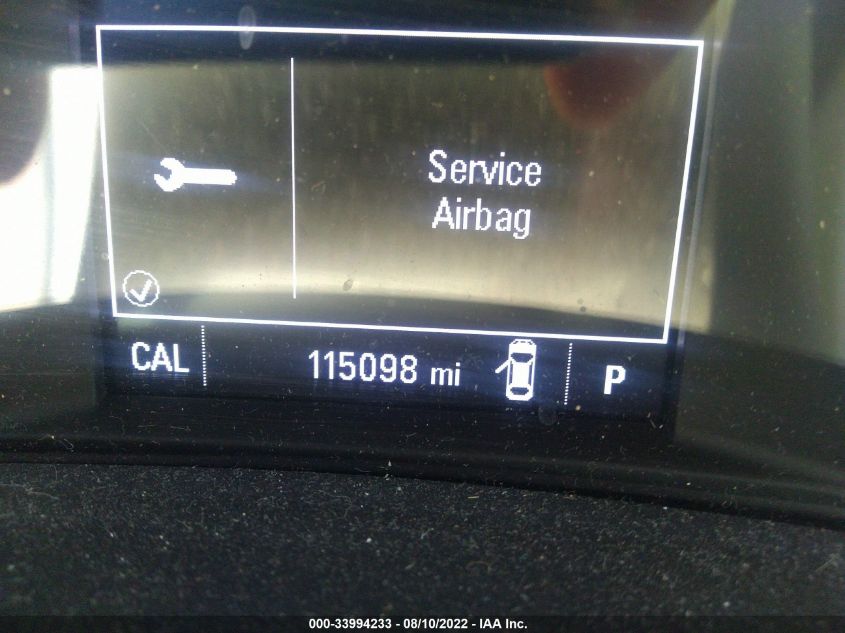 Service
Airbag
CAL 115098 mi P
000-33994233 - 08/10/2022 - IAA Inc.